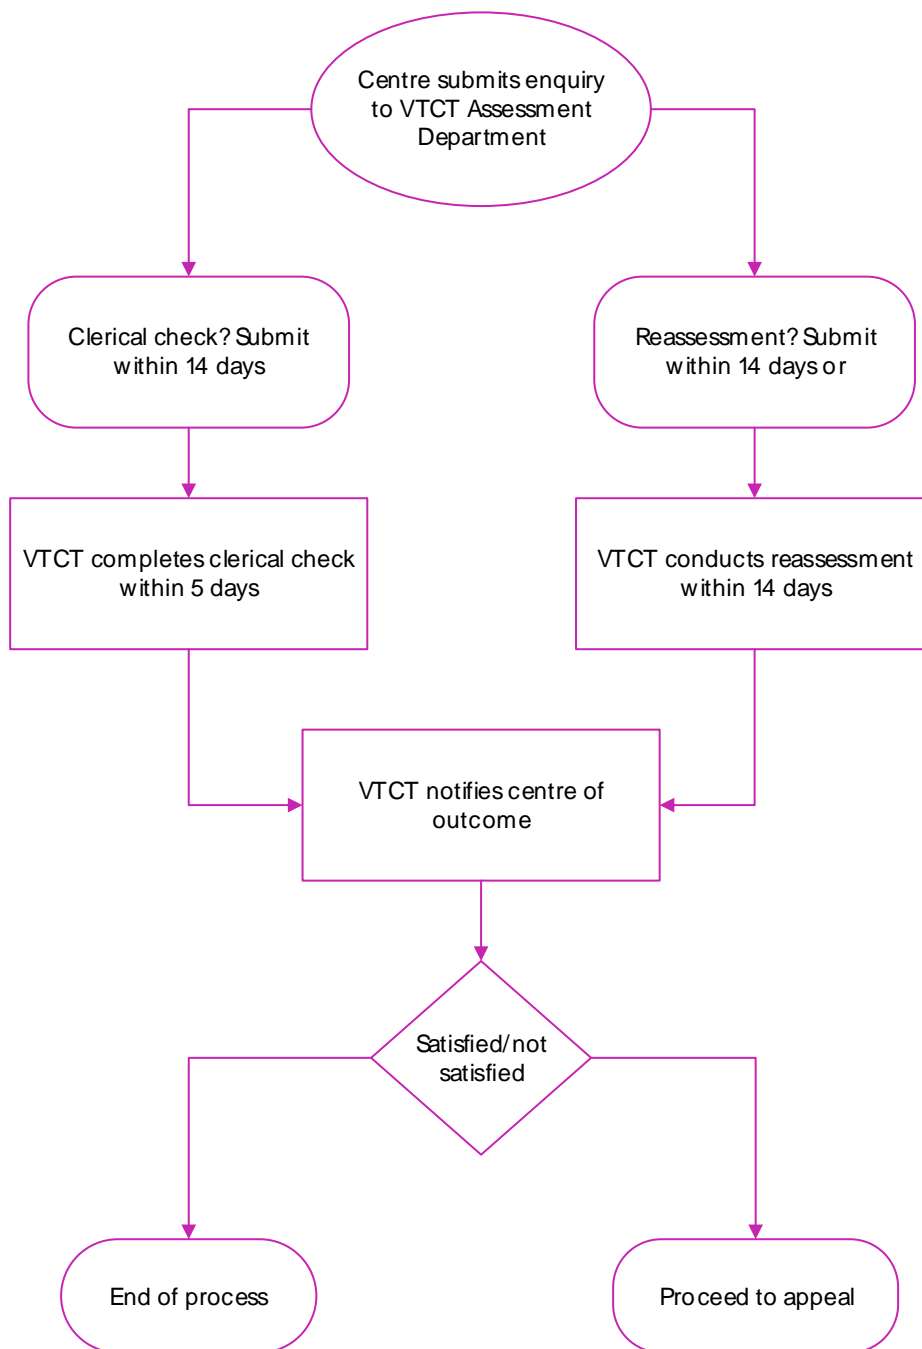 Centre submits enquiry
to VTCT Assessment
Department
Clerical check? Submit
within 14 days
Reassessment? Submit
within 14 days or
VTCT completes clerical check
within 5 days
VTCT conducts reassessment
within 14 days
VTCT notifies centre of
outcome
Satisfied/not
satisfied
End of process
Proceed to appeal